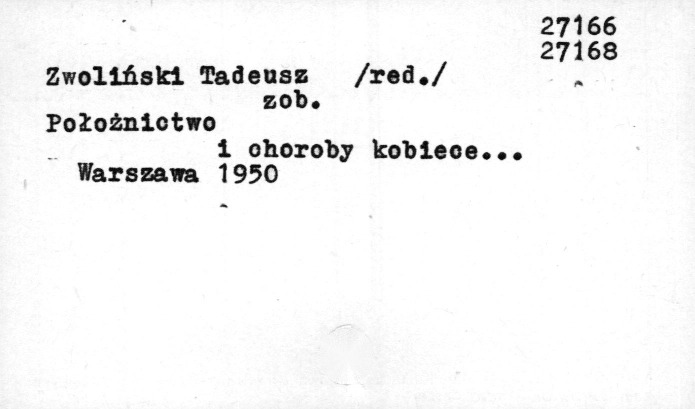 27166
27168
Zwoliński Tadeusz /red./
zob.
Położnictwo
i choroby kobiece...
Warszawa 1950